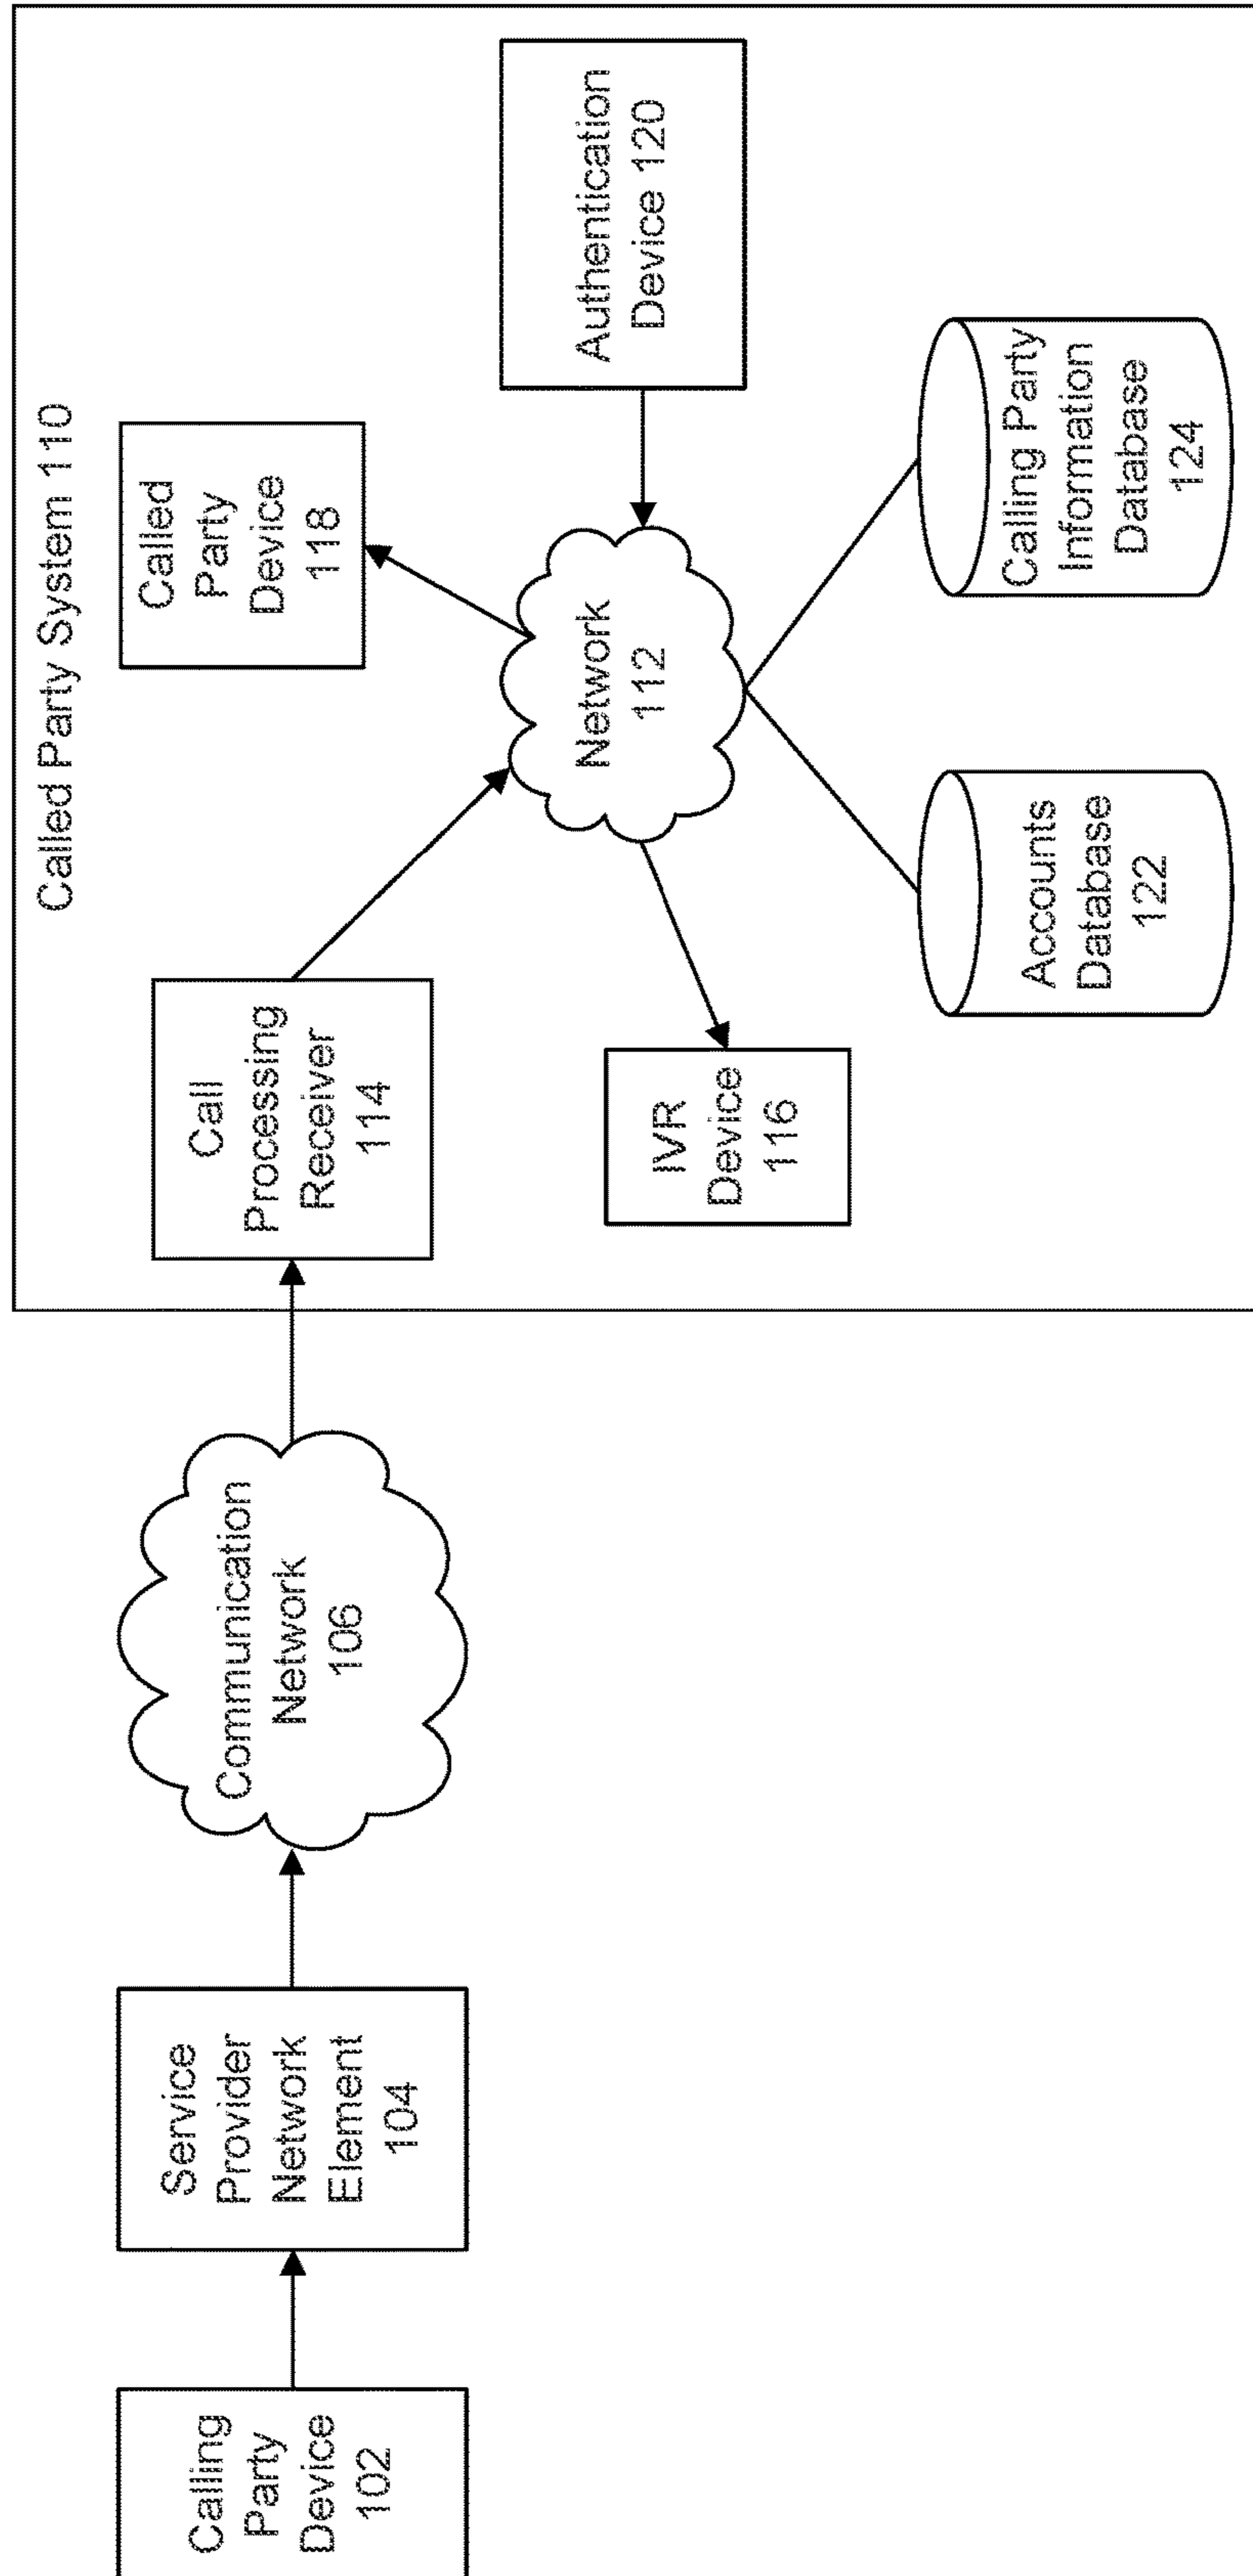 Called Party System 110
Calling
Party
Device
102
Service
Provider
Network
Element
104
Communication
Network
106
Call
Processing
Receiver
114
Called
Party
Device
118
IVR
Device
116
Network
112
Authentication
Device 120
Accounts
Database
122
Calling Party
Information
Database
124